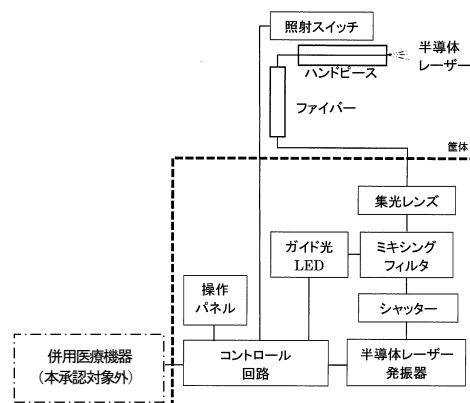 照射スイッチ
半導体
レーザー
ハンドピース
ファイバー
筐体
集光レンズ
ガイド光
LED
ミキシング
フィルタ
操作
パネル
シャッター
併用医療機器
(本承認対象外)
コントロール
回路
半導体レーザー
発振器